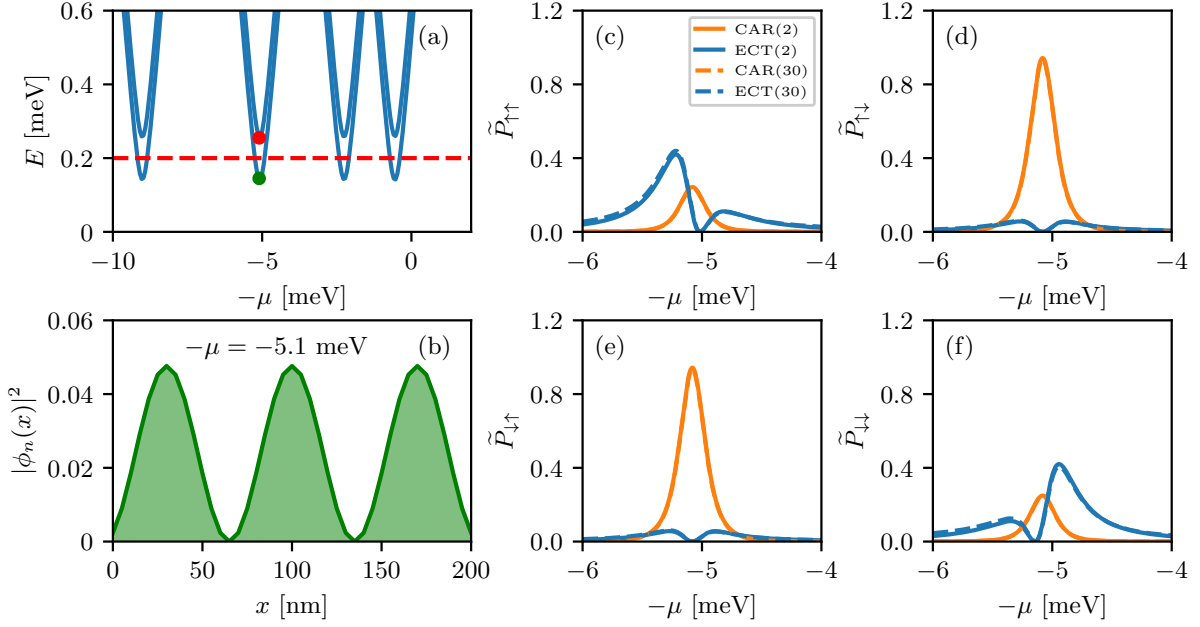 (a)
E [meV]
0.6
0.4
0.2
0
−10
−5
0
−μ [meV]
(b)
−μ = −5.1 meV
|ϕₙ(x)|²
0.06
0.04
0.02
0
0
50
100
150
200
x [nm]
(c)
CAR(2)
ECT(2)
CAR(30)
ECT(30)
P̃↑↑
1.2
0.8
0.4
0.0
−6
−5
−4
−μ [meV]
(d)
P̃↑↓
1.2
0.8
0.4
0.0
−6
−5
−4
−μ [meV]
(e)
P̃↓↑
1.2
0.8
0.4
0.0
−6
−5
−4
−μ [meV]
(f)
P̃↓↓
1.2
0.8
0.4
0.0
−6
−5
−4
−μ [meV]